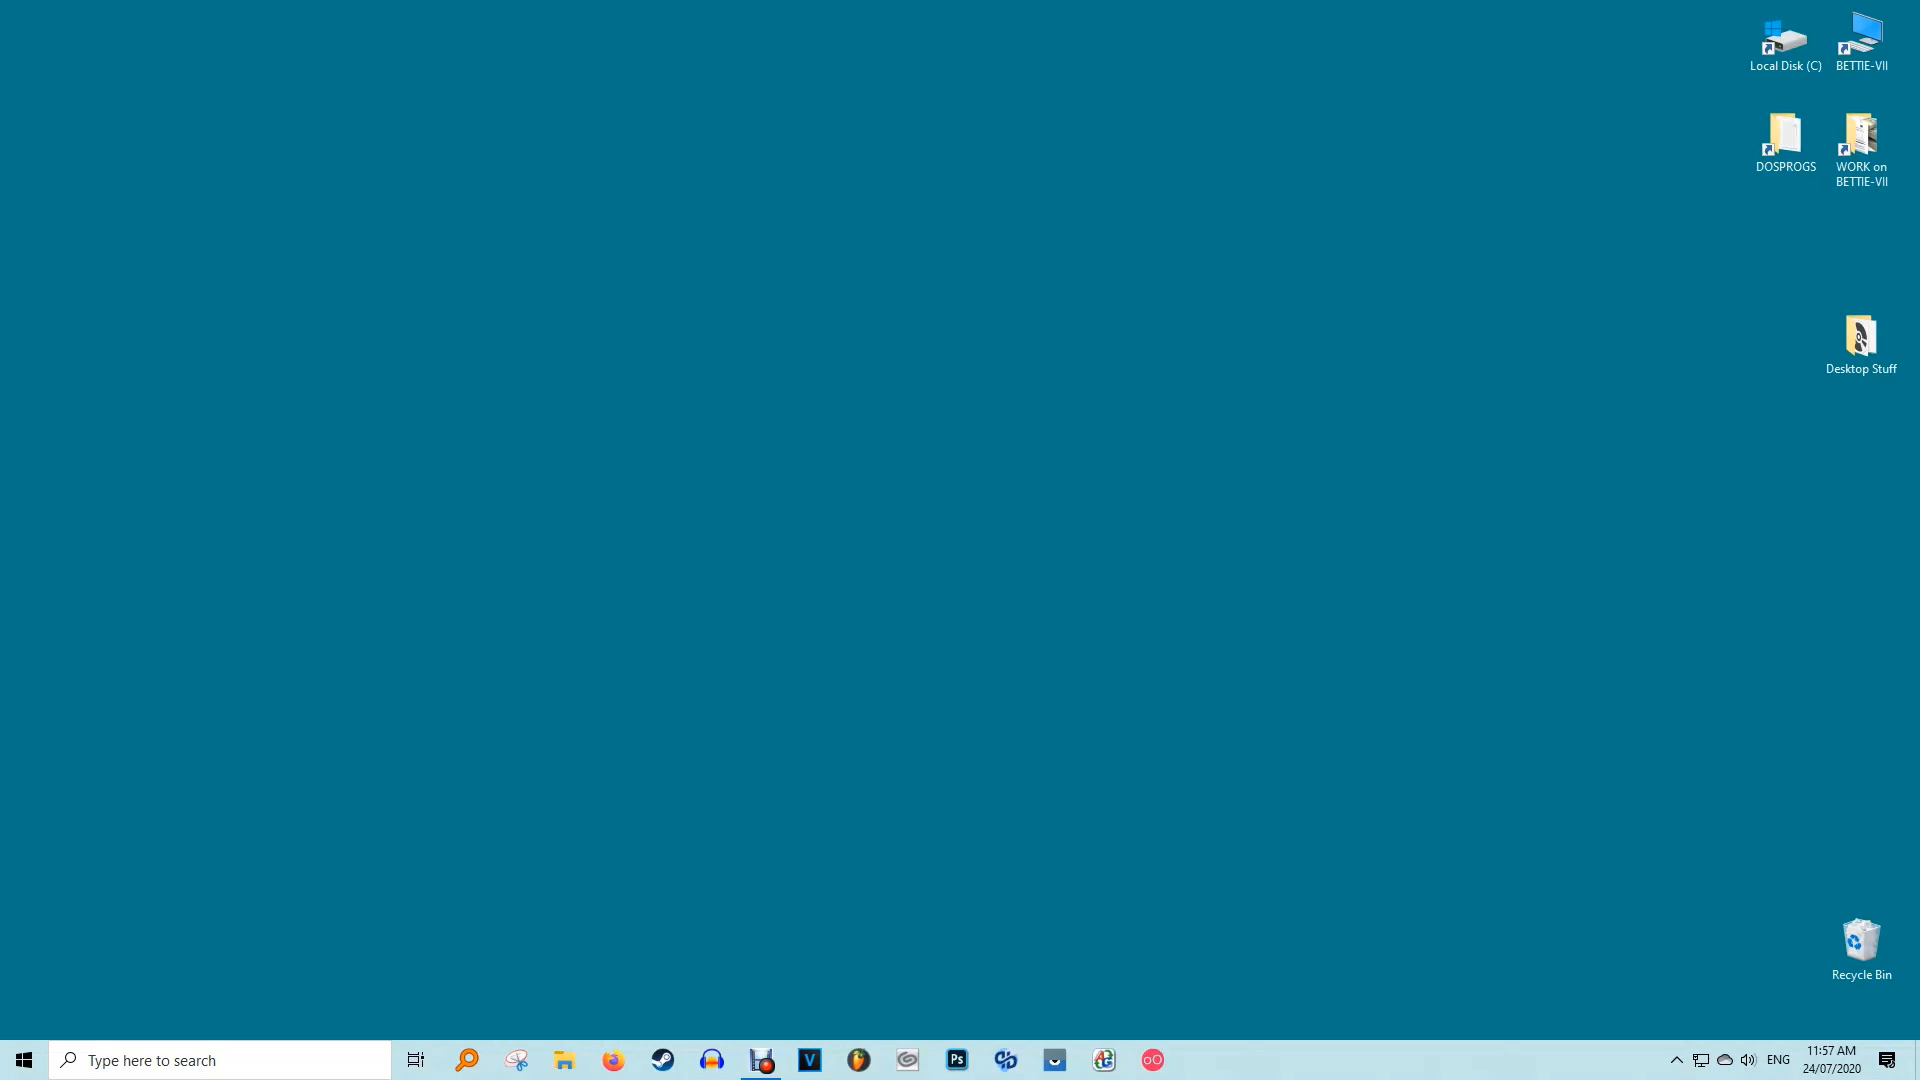 Local Disk (C)
BETTIE-VII
DOSPROGS
WORK on
BETTIE-VII
Desktop Stuff
Recycle Bin
Type here to search
V
Ps
ENG
11:57 AM
24/07/2020